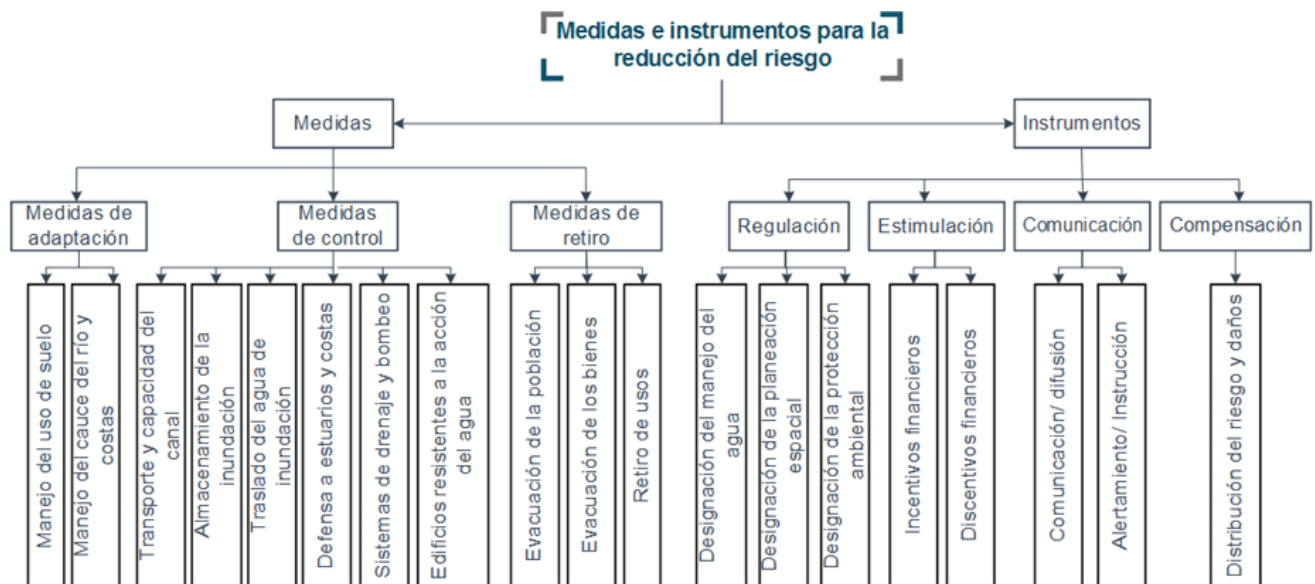 Medidas e instrumentos para la
reducción del riesgo
Medidas
Instrumentos
Medidas de
adaptación
Medidas
de control
Medidas de
retiro
Regulación
Estimulación
Comunicación
Compensación
Manejo del uso de suelo
Manejo del cauce del río y
costas
Transporte y capacidad del
canal
Almacenamiento de la
inundación
Traslado del agua de
inundación
Defensa a estuarios y costas
Sistemas de drenaje y bombeo
Edificios resistentes a la acción
del agua
Evacuación de la población
Evacuación de los bienes
Retiro de usos
Designación del manejo del
agua
Designación de la planeación
espacial
Designación de la protección
ambiental
Incentivos financieros
Discentivos financieros
Comunicación/ difusión
Alertamiento/ Instrucción
Distribución del riesgo y daños